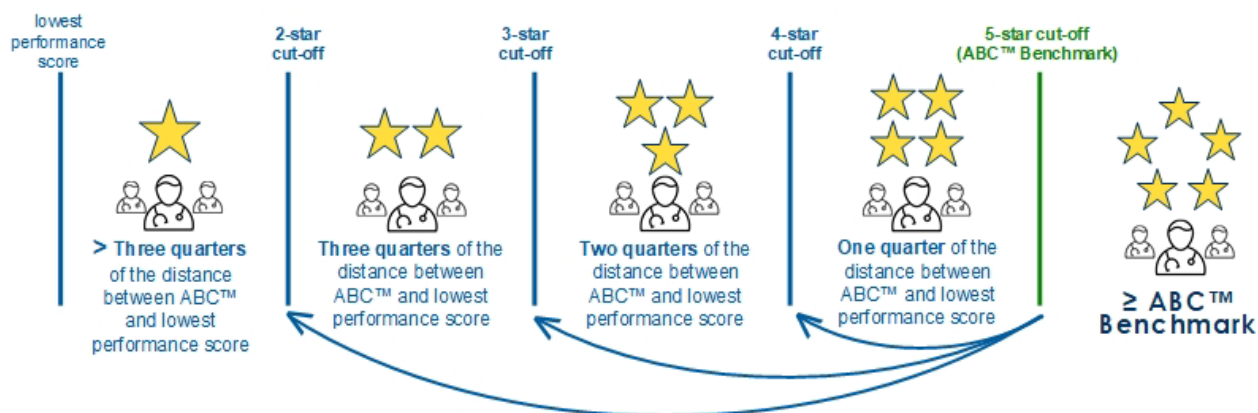 lowest
performance
score
2-star
cut-off
3-star
cut-off
4-star
cut-off
5-star cut-off
(ABC™ Benchmark)
> Three quarters
of the distance
between ABC™
and lowest
performance score
Three quarters of the
distance between
ABC™ and lowest
performance score
Two quarters of the
distance between
ABC™ and lowest
performance score
One quarter of the
distance between
ABC™ and lowest
performance score
≥ ABC™
Benchmark